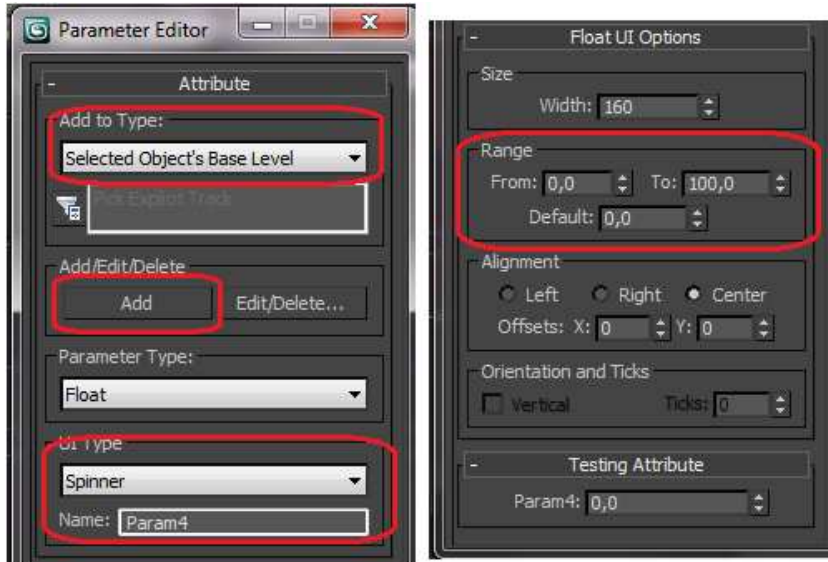 Parameter Editor
- Attribute
Add to Type:
Selected Object's Base Level
Pick Explicit Track
Add/Edit/Delete
Add Edit/Delete...
Parameter Type:
Float
UI Type
Spinner
Name: Param4
- Float UI Options
Size
Width: 160
Range
From: 0,0 To: 100,0
Default: 0,0
Alignment
Left Right Center
Offsets: X: 0 Y: 0
Orientation and Ticks
Vertical Ticks: 0
- Testing Attribute
Param4: 0,0